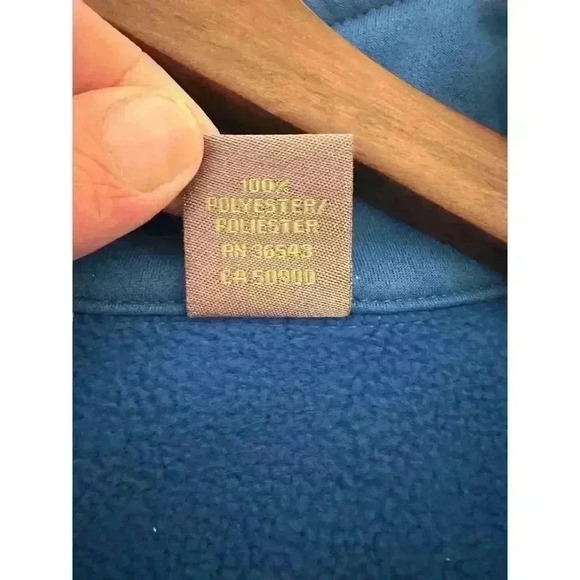 100%
POLYESTER/
POLIESTER
RN 36543
CA 50900